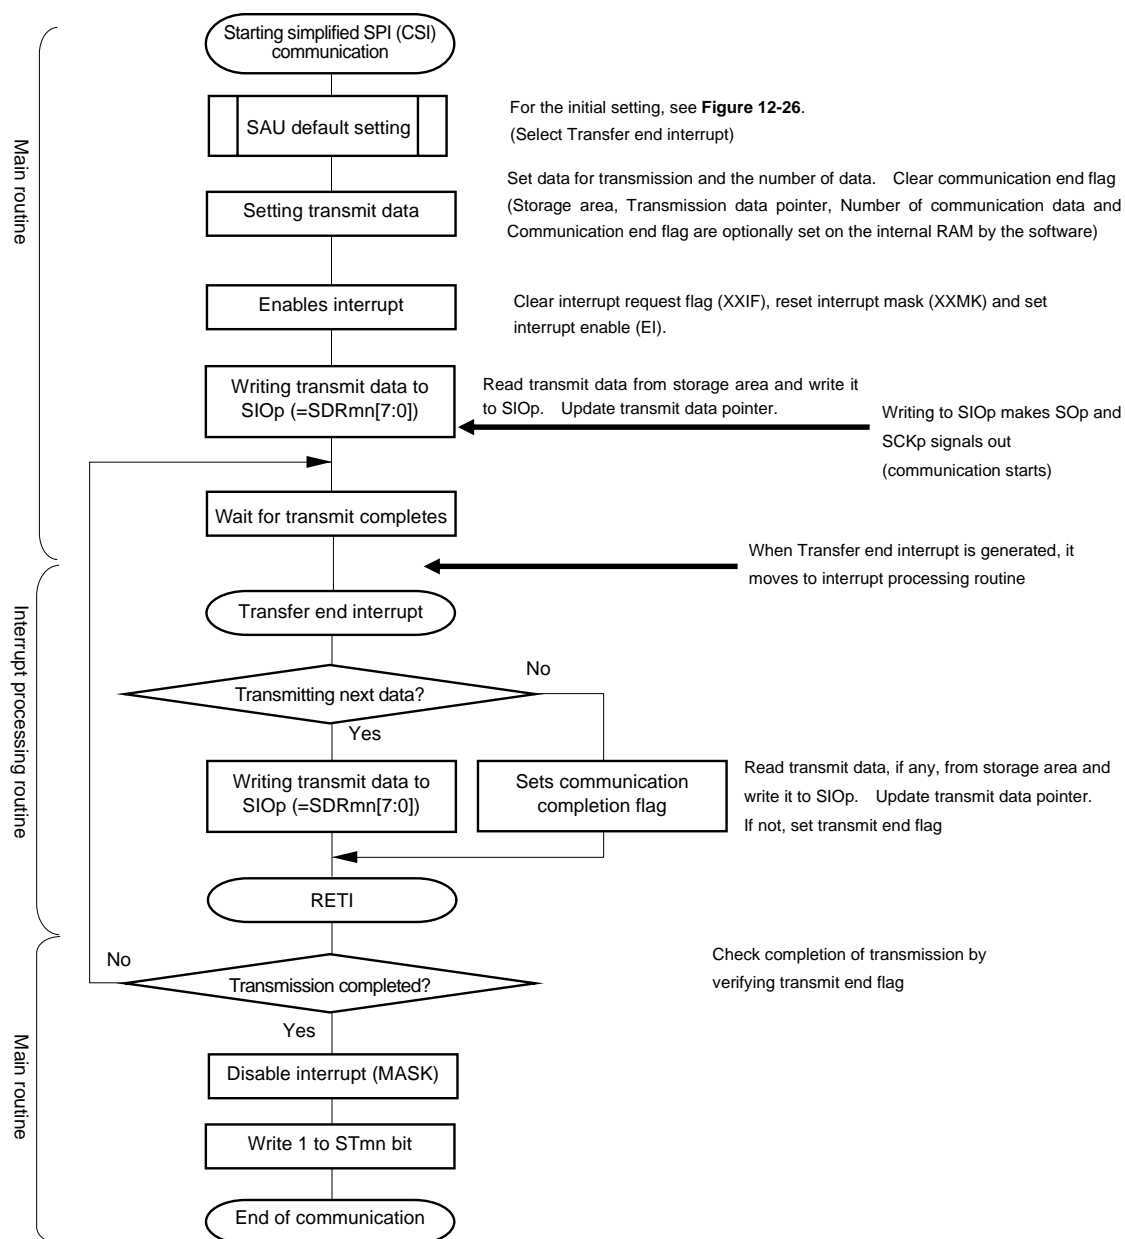 Starting simplified SPI (CSI)
communication
SAU default setting
For the initial setting, see Figure 12-26.
(Select Transfer end interrupt)
Main routine
Setting transmit data
Set data for transmission and the number of data. Clear communication end flag
(Storage area, Transmission data pointer, Number of communication data and
Communication end flag are optionally set on the internal RAM by the software)
Enables interrupt
Clear interrupt request flag (XXIF), reset interrupt mask (XXMK) and set
interrupt enable (EI).
Writing transmit data to
SIOp (=SDRmn[7:0])
Read transmit data from storage area and write it
to SIOp. Update transmit data pointer.
Writing to SIOp makes SOp and
SCKp signals out
(communication starts)
Wait for transmit completes
When Transfer end interrupt is generated, it
moves to interrupt processing routine
Interrupt processing routine
Transfer end interrupt
No
Transmitting next data?
Yes
Writing transmit data to
SIOp (=SDRmn[7:0])
Sets communication
completion flag
Read transmit data, if any, from storage area and
write it to SIOp. Update transmit data pointer.
If not, set transmit end flag
RETI
No
Transmission completed?
Check completion of transmission by
verifying transmit end flag
Yes
Main routine
Disable interrupt (MASK)
Write 1 to STmn bit
End of communication